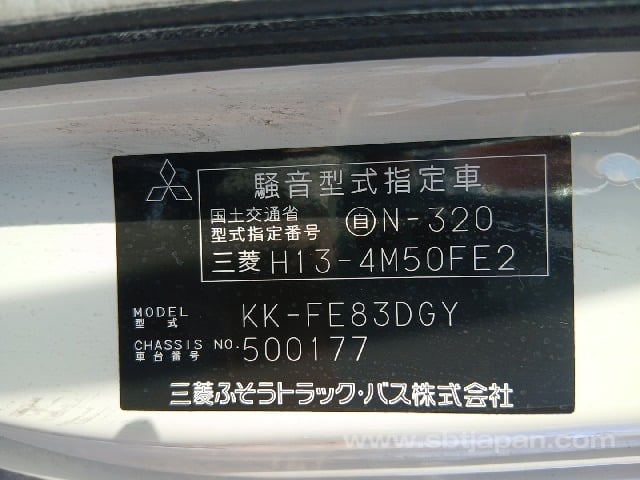 騒音型式指定車
国土交通省
型式指定番号 自N-320
三菱 H13-4M50FE2
MODEL
型式 KK-FE83DGY
CHASSIS NO.
車台番号 500177
三菱ふそうトラック・バス株式会社
www.sbtjapan.com